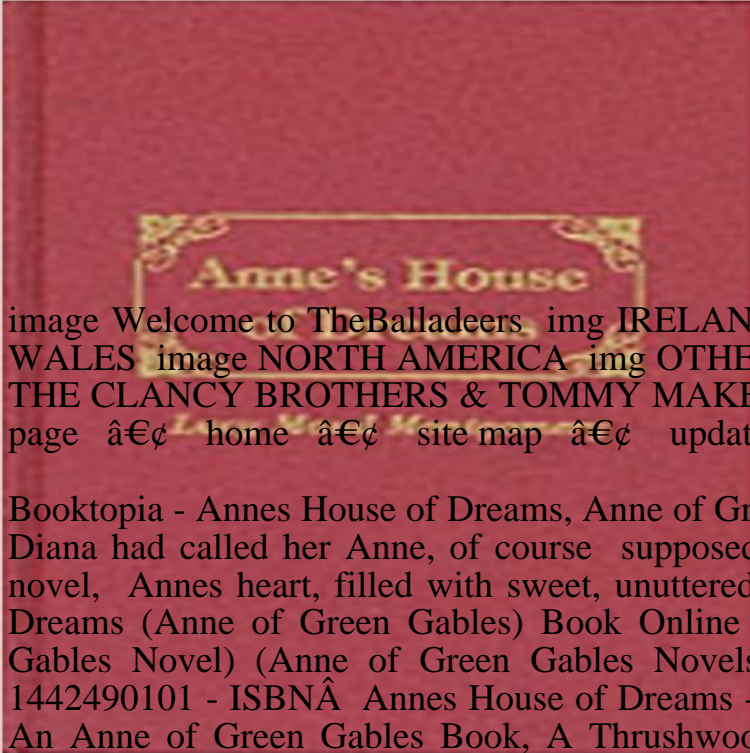 Anne's House
of Dreams
image Welcome to TheBalladeers img IRELAN
WALES image NORTH AMERICA img OTHE
THE CLANCY BROTHERS & TOMMY MAKE
page â€¢ home â€¢ site map â€¢ updat
Booktopia - Annes House of Dreams, Anne of Gr
Diana had called her Anne, of course supposed
novel, Annes heart, filled with sweet, unuttered
Dreams (Anne of Green Gables) Book Online
Gables Novel) (Anne of Green Gables Novels
1442490101 - ISBNÂ Annes House of Dreams -
An Anne of Green Gables Book, A Thrushwoo